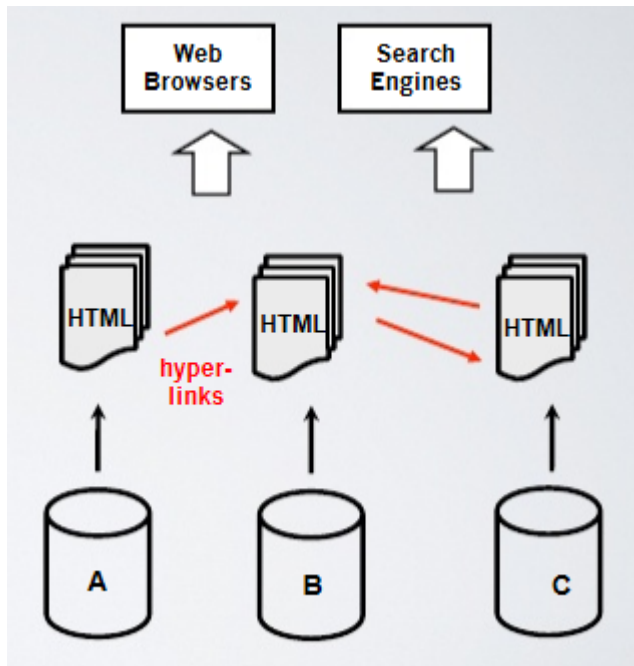 Web
Browsers
Search
Engines
HTML
HTML
HTML
hyper-
links
A
B
C